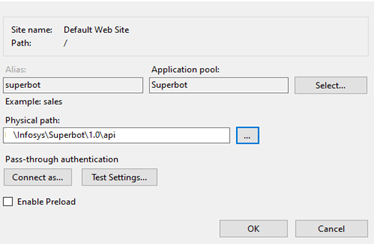 Site name: Default Web Site
Path: /
Alias: Application pool:
superbot Superbot Select...
Example: sales
Physical path:
\Infosys\Superbot\1.0\api ...
Pass-through authentication
Connect as... Test Settings...
Enable Preload
OK Cancel